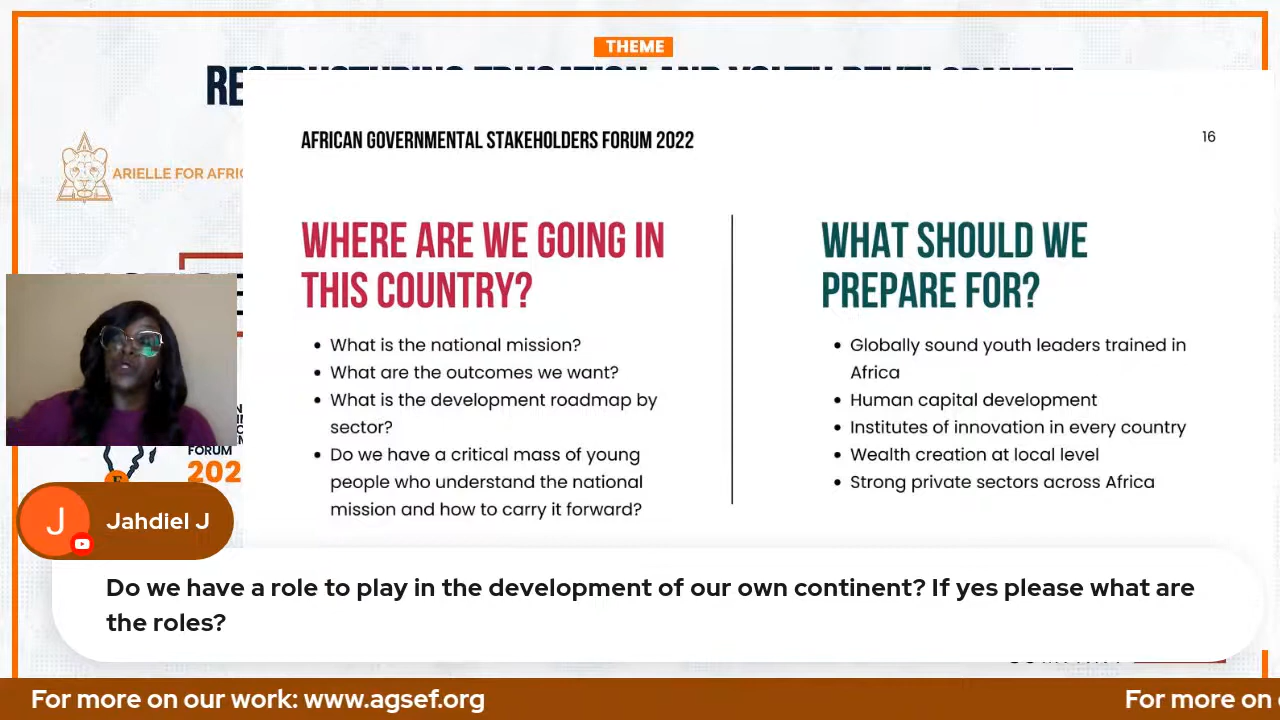 THEME
RESTRUCTURING EDUCATION AND YOUTH DEVELOPMENT
ARIELLE FOR AFRIC
AFRICAN GOVERNMENTAL STAKEHOLDERS FORUM 2022
16
WHERE ARE WE GOING IN
THIS COUNTRY?
• What is the national mission?
• What are the outcomes we want?
• What is the development roadmap by
sector?
• Do we have a critical mass of young
people who understand the national
mission and how to carry it forward?
WHAT SHOULD WE
PREPARE FOR?
• Globally sound youth leaders trained in
Africa
• Human capital development
• Institutes of innovation in every country
• Wealth creation at local level
• Strong private sectors across Africa
FORUM
202
J
Jahdiel J
Do we have a role to play in the development of our own continent? If yes please what are
the roles?
For more on our work: www.agsef.org
For more on